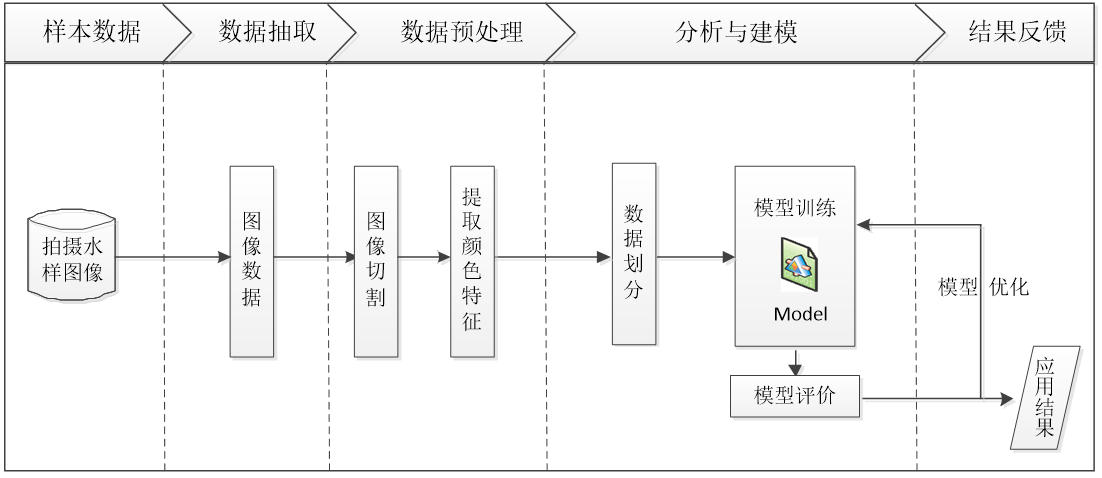 样本数据
数据抽取
数据预处理
分析与建模
结果反馈
拍摄水
样图像
图像数据
图像切割
提取颜色特征
数据划分
模型训练
Model
模型评价
模型 优化
应用结果